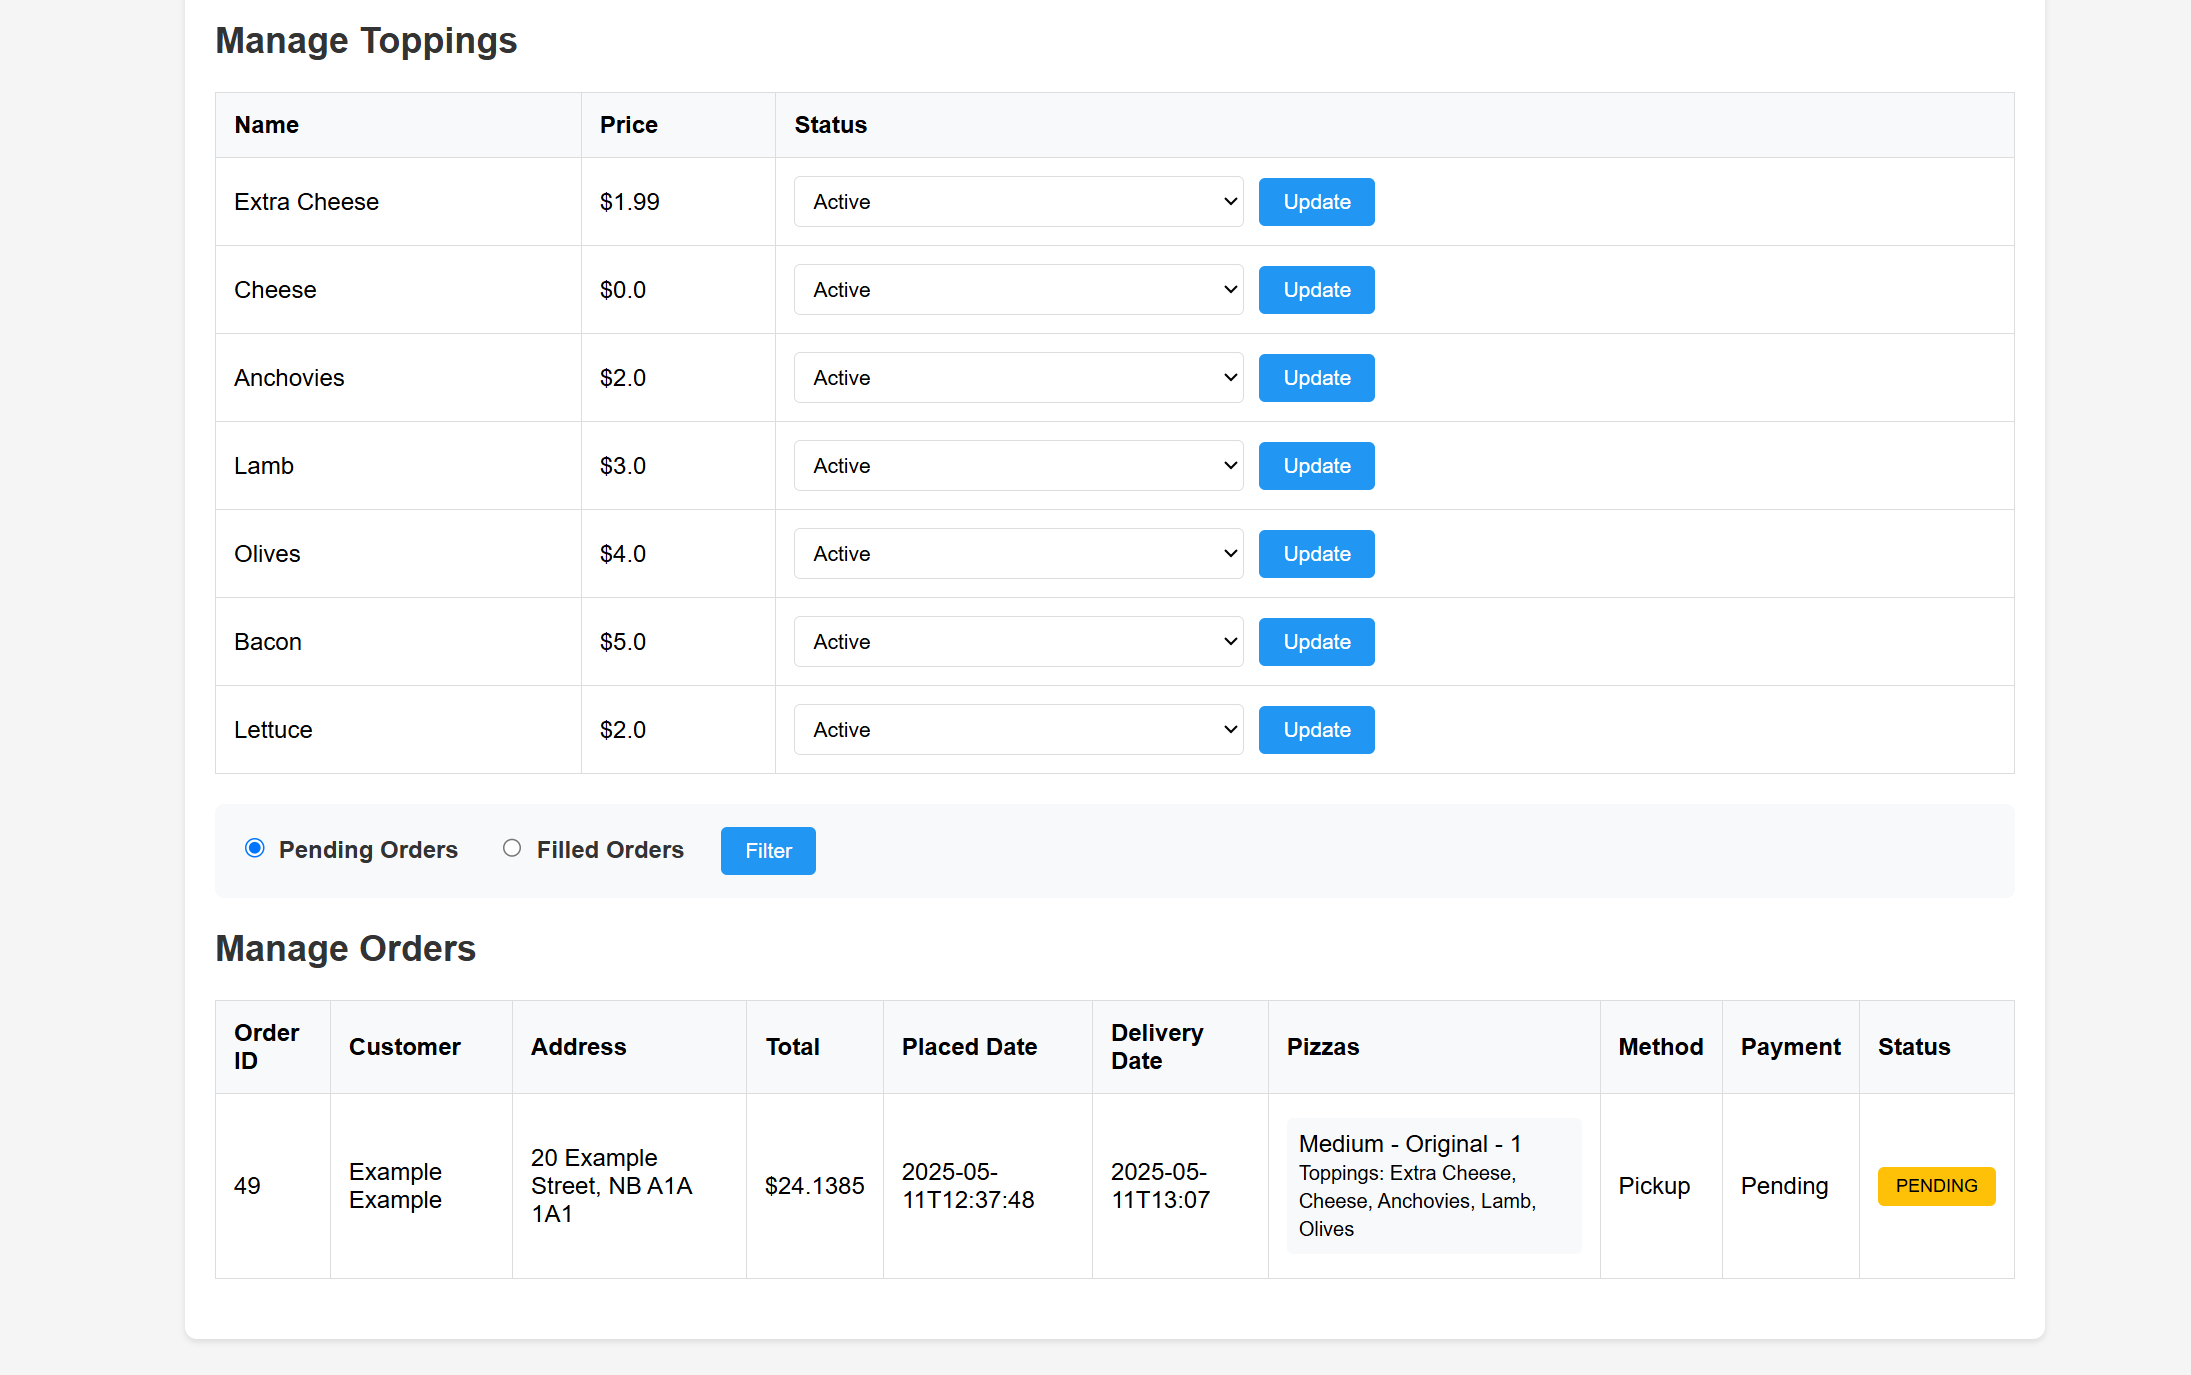 Manage Toppings
Name Price Status
Extra Cheese $1.99 Active Update
Cheese $0.0 Active Update
Anchovies $2.0 Active Update
Lamb $3.0 Active Update
Olives $4.0 Active Update
Bacon $5.0 Active Update
Lettuce $2.0 Active Update
Pending Orders Filled Orders Filter
Manage Orders
Order
ID
Customer
Address
Total
Placed Date
Delivery
Date
Pizzas
Method
Payment
Status
49
Example
Example
20 Example
Street, NB A1A
1A1
$24.1385
2025-05-
11T12:37:48
2025-05-
11T13:07
Medium - Original - 1
Toppings: Extra Cheese,
Cheese, Anchovies, Lamb,
Olives
Pickup
Pending
PENDING